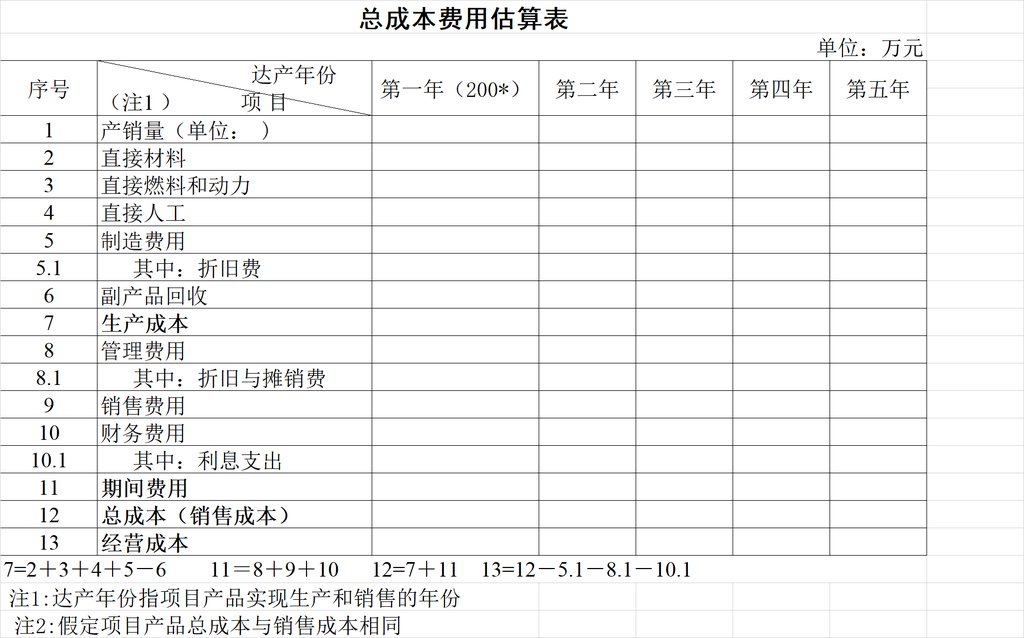 总成本费用估算表
单位：万元
序号 达产年份 （注1 ） 项 目 第一年（200*） 第二年 第三年 第四年 第五年
1 产销量（单位： ）
2 直接材料
3 直接燃料和动力
4 直接人工
5 制造费用
5.1 其中：折旧费
6 副产品回收
7 生产成本
8 管理费用
8.1 其中：折旧与摊销费
9 销售费用
10 财务费用
10.1 其中：利息支出
11 期间费用
12 总成本（销售成本）
13 经营成本
7=2＋3＋4＋5－6 11＝8＋9＋10 12=7＋11 13=12－5.1－8.1－10.1
注1:达产年份指项目产品实现生产和销售的年份
注2:假定项目产品总成本与销售成本相同